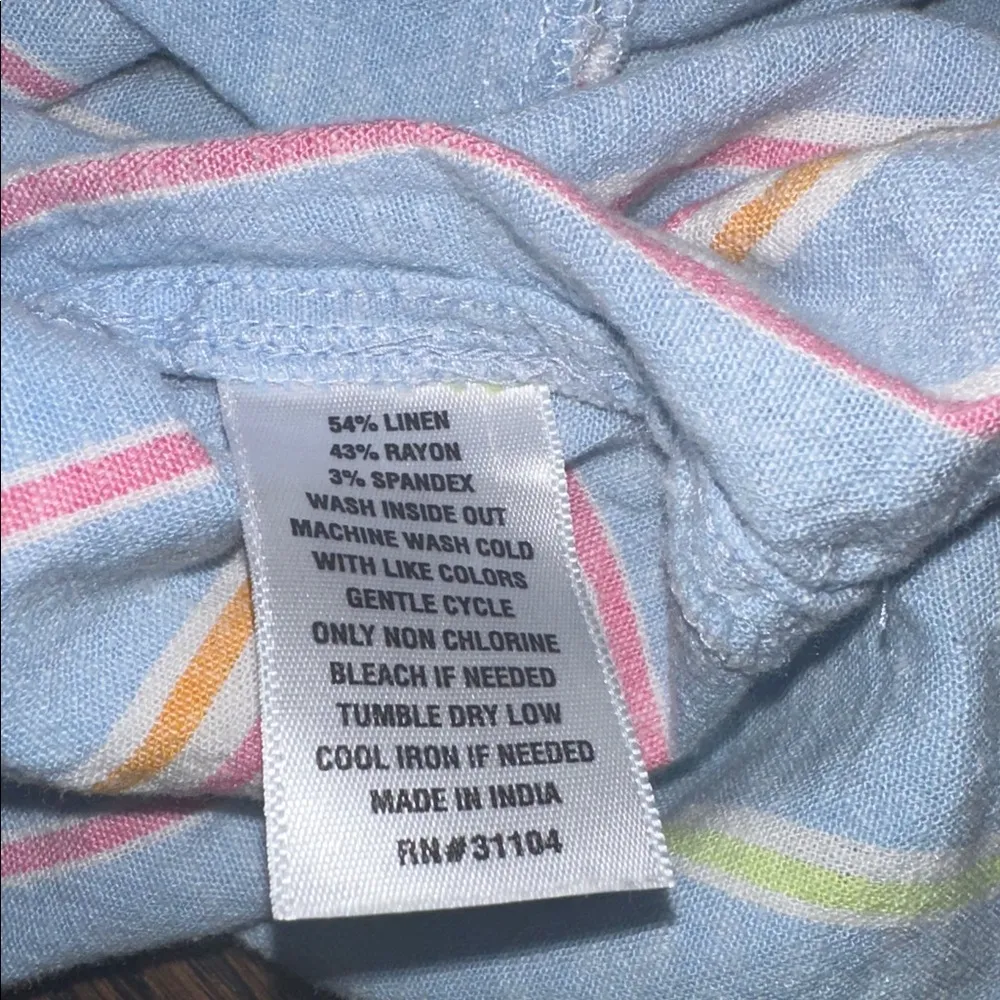 54% LINEN
43% RAYON
3% SPANDEX
WASH INSIDE OUT
MACHINE WASH COLD
WITH LIKE COLORS
GENTLE CYCLE
ONLY NON CHLORINE
BLEACH IF NEEDED
TUMBLE DRY LOW
COOL IRON IF NEEDED
MADE IN INDIA
RN#31104